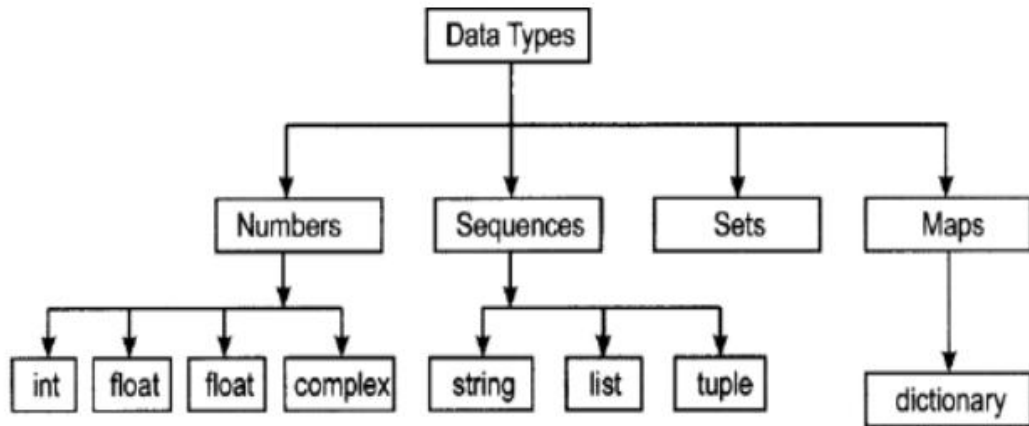 Data Types
Numbers
Sequences
Sets
Maps
int
float
float
complex
string
list
tuple
dictionary